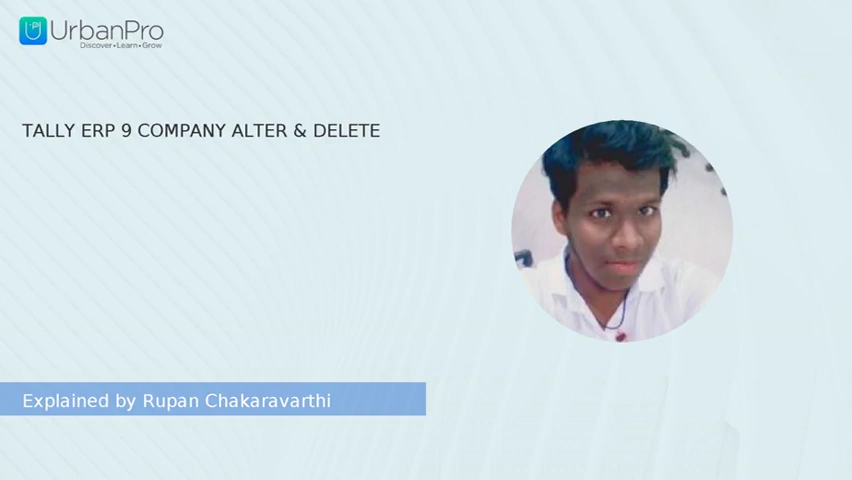 UrbanPro
Discover•Learn•Grow
TALLY ERP 9 COMPANY ALTER & DELETE
Explained by Rupan Chakaravarthi